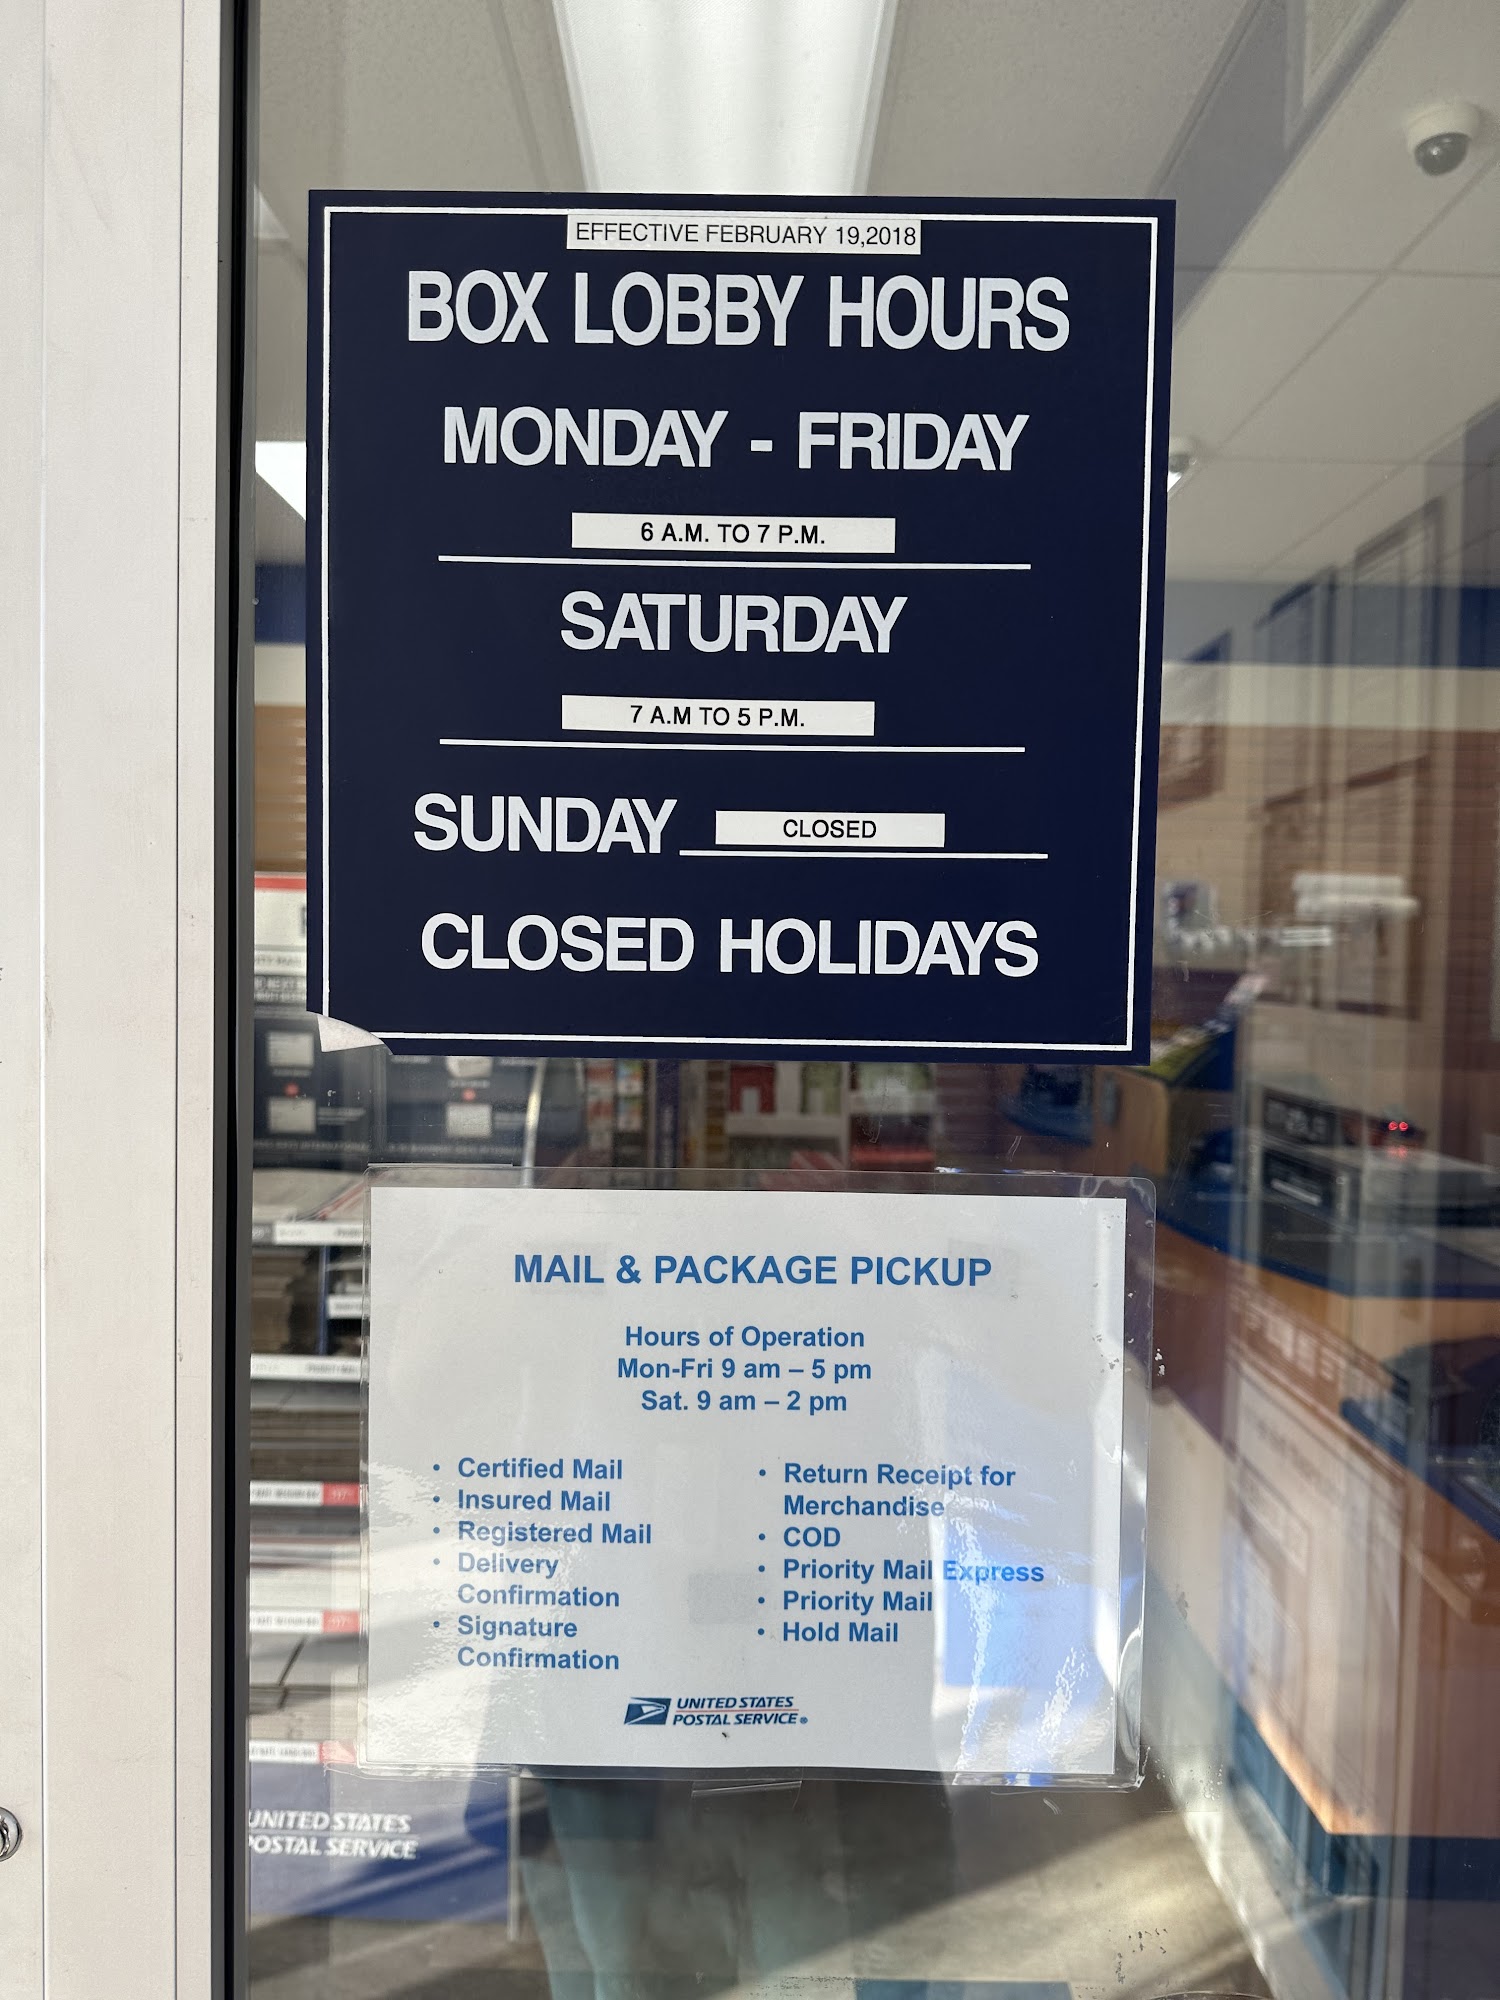 EFFECTIVE FEBRUARY 19,2018
BOX LOBBY HOURS
MONDAY - FRIDAY
6 A.M. TO 7 P.M.
SATURDAY
7 A.M TO 5 P.M.
SUNDAY CLOSED
CLOSED HOLIDAYS
MAIL & PACKAGE PICKUP
Hours of Operation
Mon-Fri 9 am – 5 pm
Sat. 9 am – 2 pm
• Certified Mail
• Insured Mail
• Registered Mail
• Delivery
Confirmation
• Signature
Confirmation
• Return Receipt for
Merchandise
• COD
• Priority Mail Express
• Priority Mail
• Hold Mail
UNITED STATES
POSTAL SERVICE®
UNITED STATES
POSTAL SERVICE